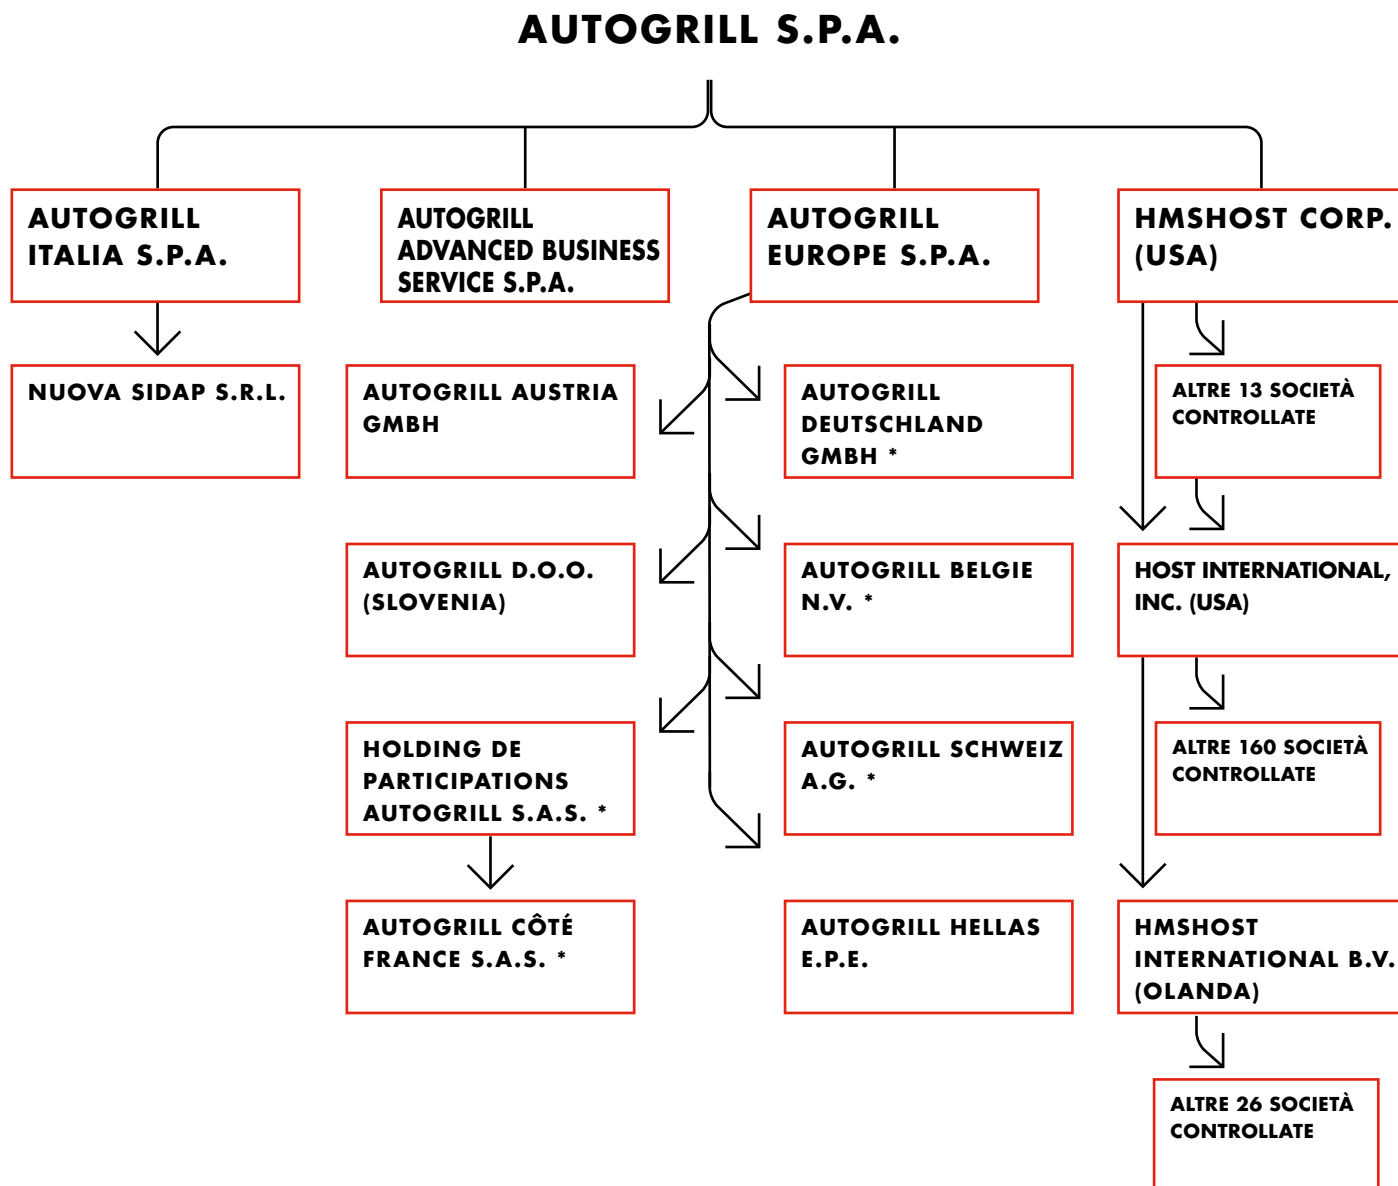 AUTOGRILL S.P.A.
AUTOGRILL
ITALIA S.P.A.
AUTOGRILL
ADVANCED BUSINESS
SERVICE S.P.A.
AUTOGRILL
EUROPE S.P.A.
HMSHOST CORP.
(USA)
NUOVA SIDAP S.R.L.
AUTOGRILL AUSTRIA
GMBH
AUTOGRILL
DEUTSCHLAND
GMBH *
ALTRE 13 SOCIETÀ
CONTROLLATE
AUTOGRILL D.O.O.
(SLOVENIA)
AUTOGRILL BELGIE
N.V. *
HOST INTERNATIONAL,
INC. (USA)
HOLDING DE
PARTICIPATIONS
AUTOGRILL S.A.S. *
AUTOGRILL SCHWEIZ
A.G. *
ALTRE 160 SOCIETÀ
CONTROLLATE
AUTOGRILL CÔTÉ
FRANCE S.A.S. *
AUTOGRILL HELLAS
E.P.E.
HMSHOST
INTERNATIONAL B.V.
(OLANDA)
ALTRE 26 SOCIETÀ
CONTROLLATE